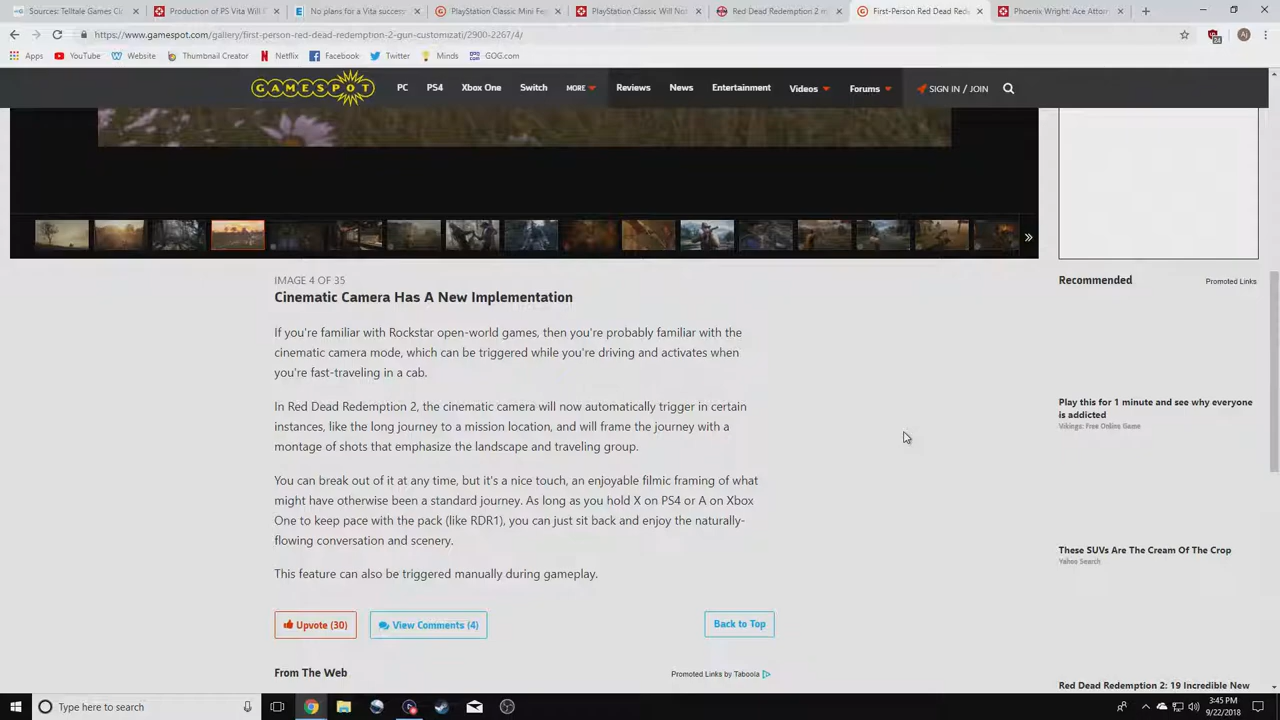 Sources: Telltale Games Cl
Production of PS Vita Will E
No plans for a Vita successo
PlayStation Classic Mini Fe
PlayStation Classic Will Not
Red Dead Redemption 2 m
First-Person Red Dead Rede
Phoenix Wright: Ace Attor
https://www.gamespot.com/gallery/first-person-red-dead-redemption-2-gun-customizati/2900-2267/4/
Apps
YouTube
Website
Thumbnail Creator
Netflix
Facebook
Twitter
Minds
GOG.com
GAMESPOT
PC
PS4
Xbox One
Switch
MORE
Reviews
News
Entertainment
Videos
Forums
SIGN IN / JOIN
IMAGE 4 OF 35
Cinematic Camera Has A New Implementation
If you're familiar with Rockstar open-world games, then you're probably familiar with the
cinematic camera mode, which can be triggered while you're driving and activates when
you're fast-traveling in a cab.
In Red Dead Redemption 2, the cinematic camera will now automatically trigger in certain
instances, like the long journey to a mission location, and will frame the journey with a
montage of shots that emphasize the landscape and traveling group.
You can break out of it at any time, but it's a nice touch, an enjoyable filmic framing of what
might have otherwise been a standard journey. As long as you hold X on PS4 or A on Xbox
One to keep pace with the pack (like RDR1), you can just sit back and enjoy the naturally-
flowing conversation and scenery.
This feature can also be triggered manually during gameplay.
Upvote (30)
View Comments (4)
Back to Top
From The Web
Promoted Links by Taboola
Recommended
Promoted Links
Play this for 1 minute and see why everyone
is addicted
Vikings: Free Online Game
These SUVs Are The Cream Of The Crop
Yahoo Search
Red Dead Redemption 2: 19 Incredible New
Type here to search
3:45 PM
9/22/2018